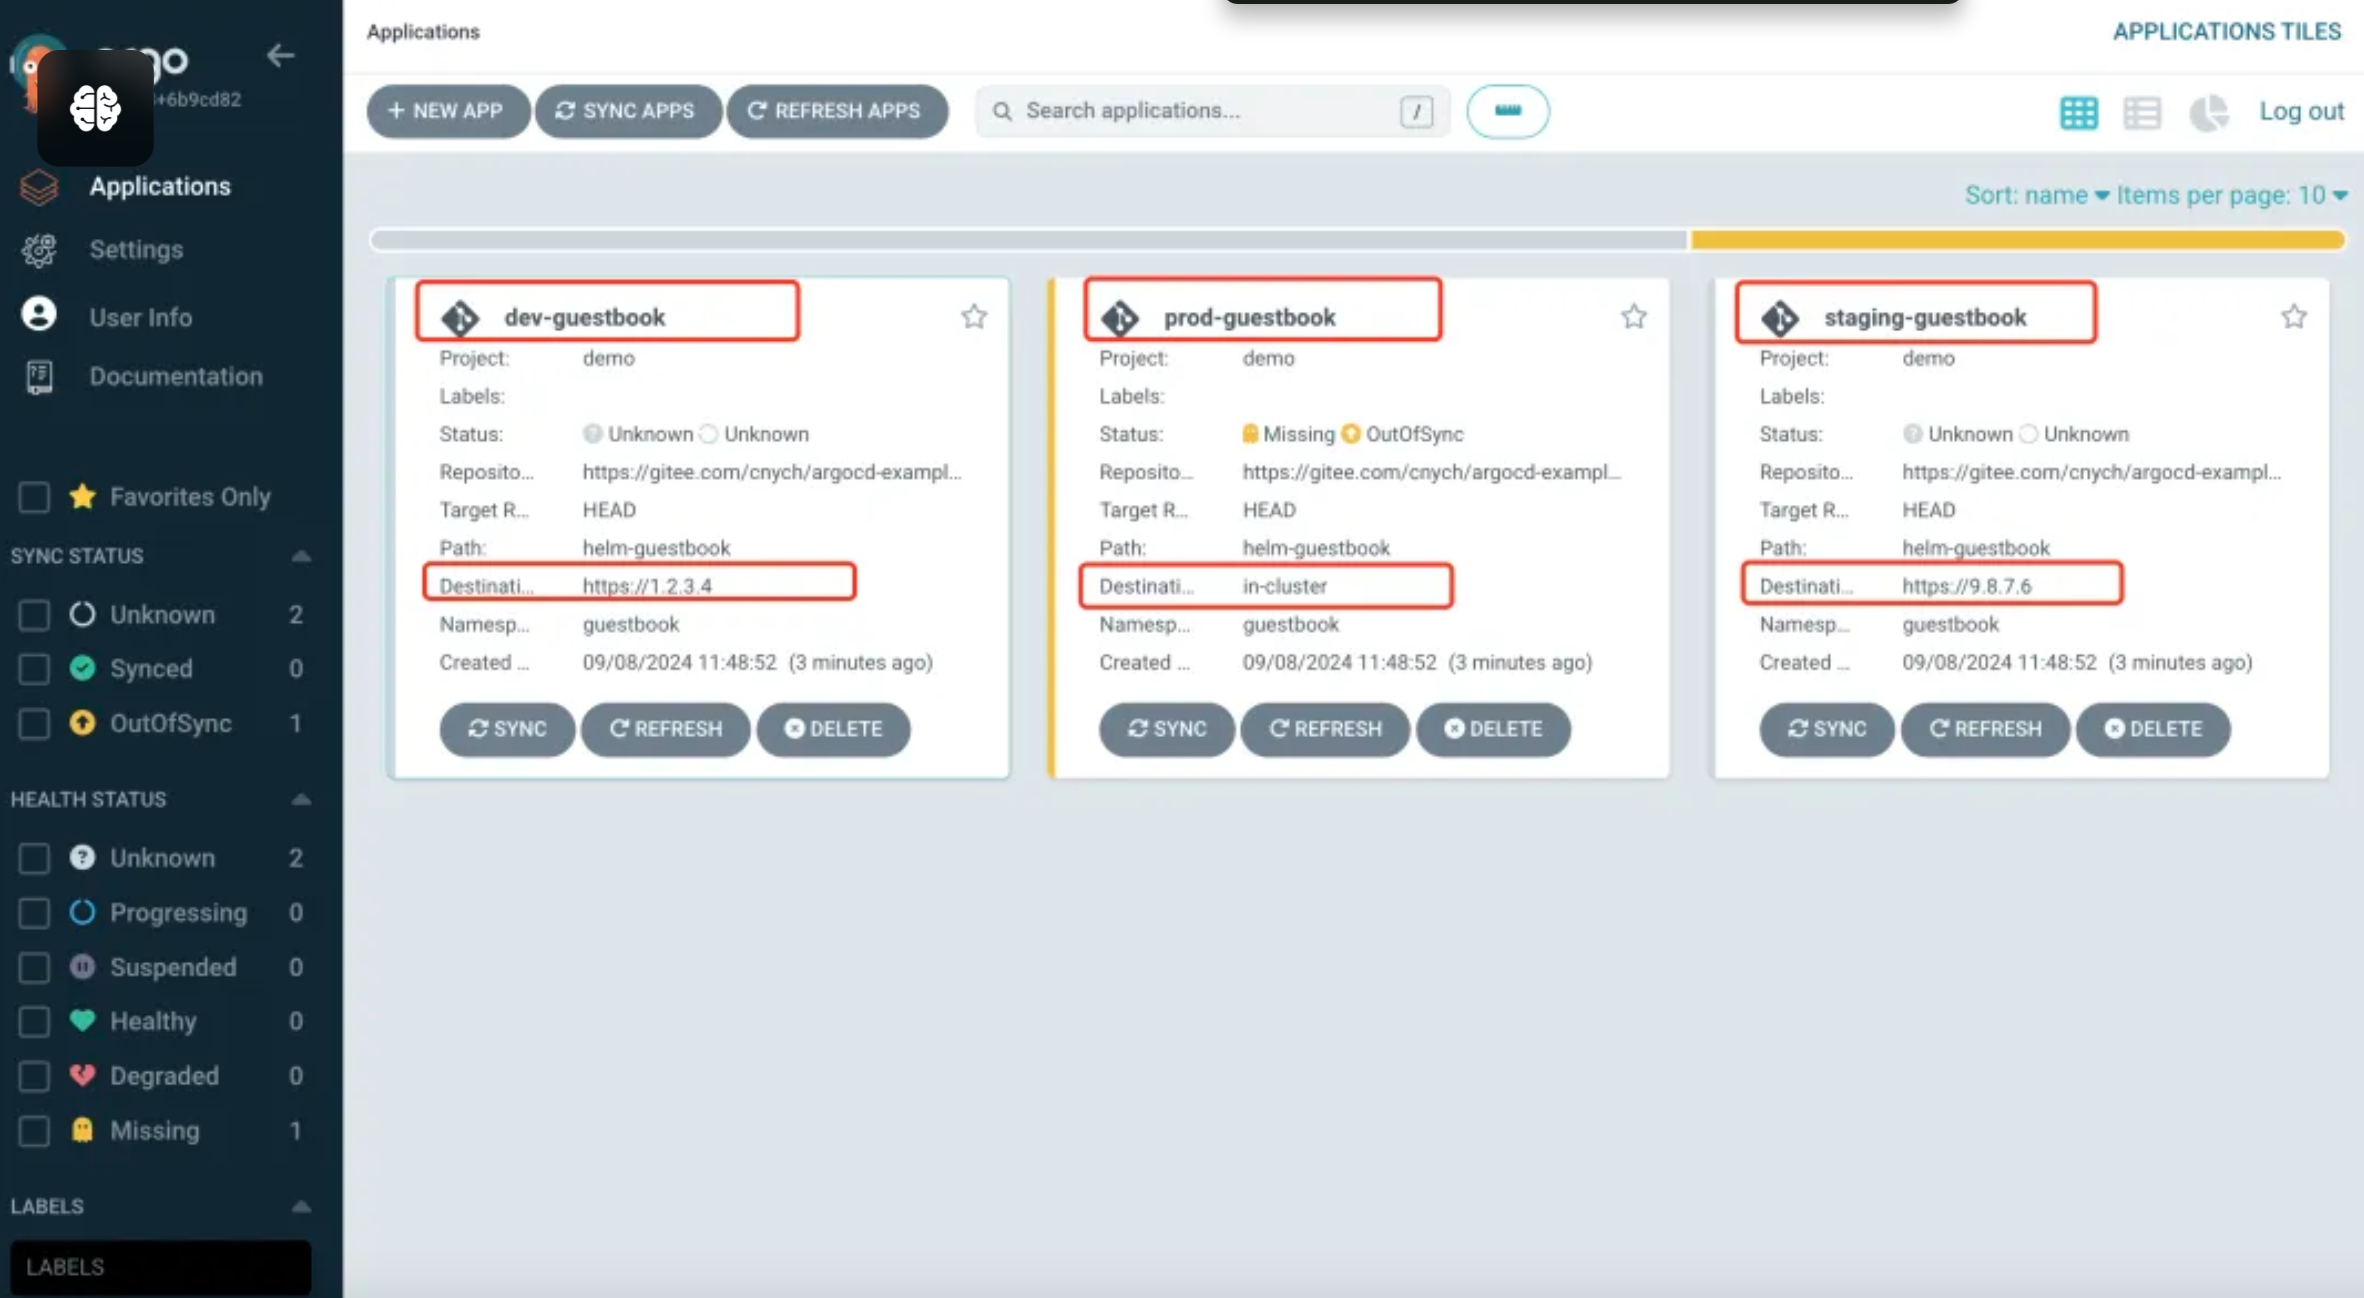 +6b9cd82
Applications
Settings
User Info
Documentation
Favorites Only
SYNC STATUS
Unknown 2
Synced 0
OutOfSync 1
HEALTH STATUS
Unknown 2
Progressing 0
Suspended 0
Healthy 0
Degraded 0
Missing 1
LABELS
LABELS
Applications
APPLICATIONS TILES
+ NEW APP
SYNC APPS
REFRESH APPS
Search applications...
/
Log out
Sort: name
Items per page: 10
dev-guestbook
Project: demo
Labels:
Status: Unknown Unknown
Reposito... https://gitee.com/cnych/argocd-exampl...
Target R... HEAD
Path: helm-guestbook
Destinati... https://1.2.3.4
Namesp... guestbook
Created ... 09/08/2024 11:48:52 (3 minutes ago)
SYNC REFRESH DELETE
prod-guestbook
Project: demo
Labels:
Status: Missing OutOfSync
Reposito... https://gitee.com/cnych/argocd-exampl...
Target R... HEAD
Path: helm-guestbook
Destinati... in-cluster
Namesp... guestbook
Created ... 09/08/2024 11:48:52 (3 minutes ago)
SYNC REFRESH DELETE
staging-guestbook
Project: demo
Labels:
Status: Unknown Unknown
Reposito... https://gitee.com/cnych/argocd-exampl...
Target R... HEAD
Path: helm-guestbook
Destinati... https://9.8.7.6
Namesp... guestbook
Created ... 09/08/2024 11:48:52 (3 minutes ago)
SYNC REFRESH DELETE